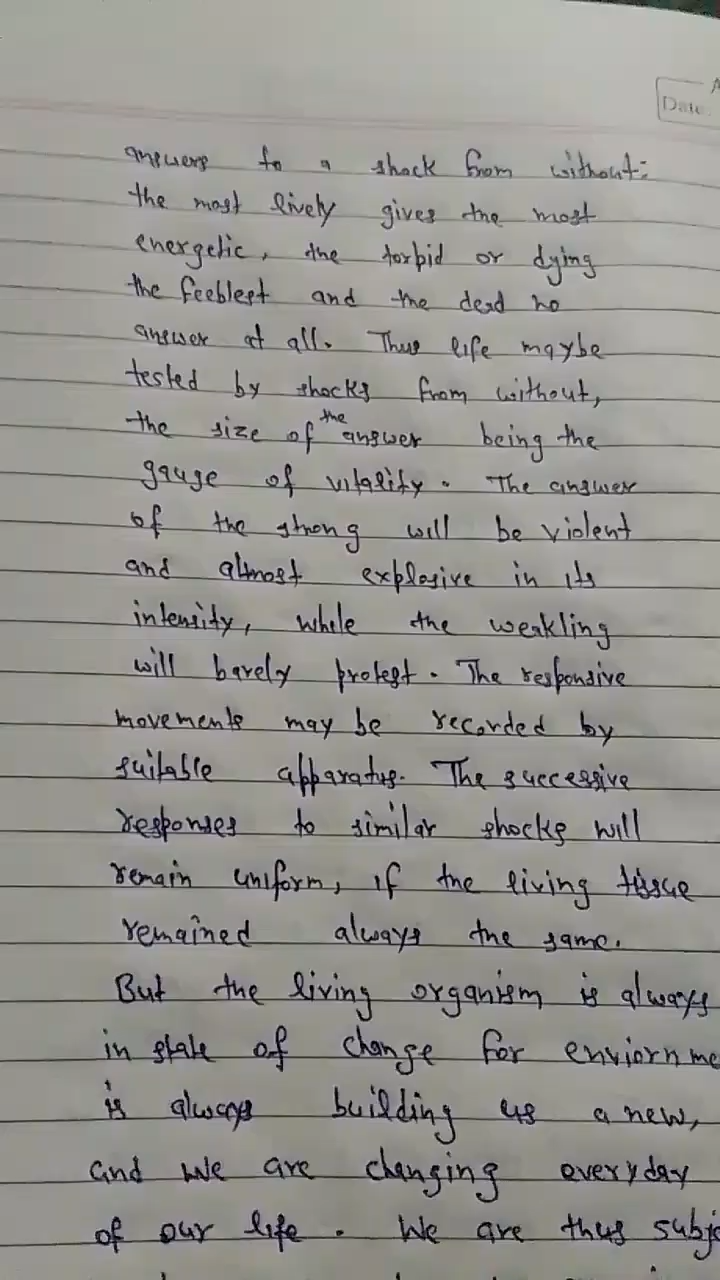 Date.
answers to a shock from without:
the most lively gives the most
energetic, the torpid or dying
the feeblest and the dead no
answer at all. Thus life maybe
tested by shocks from without,
the size of the answer being the
gauge of vitality. The answer
of the strong will be violent
and almost explosive in its
intensity, while the weakling
will barely protest. The responsive
movements may be recorded by
suitable apparatus. The successive
responses to similar shocks will
remain uniform, if the living tissue
remained always the same.
But the living organism is always
in state of change for enviornme
is always building us a new,
and we are changing everyday
of our life. We are thus subje